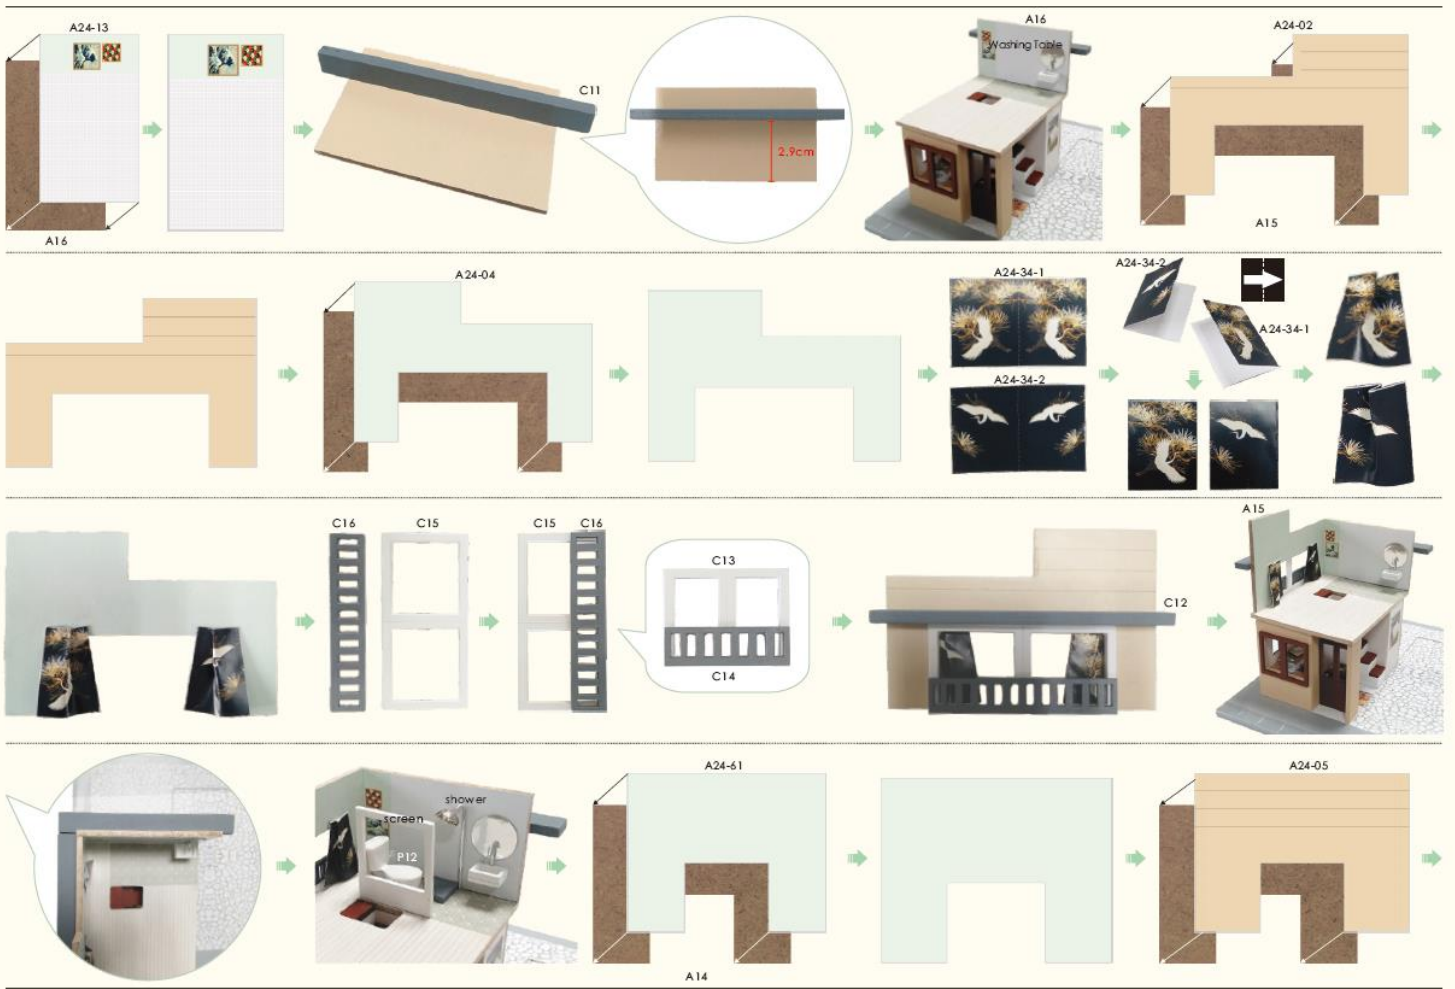 A24-13
A16
C11
2.9cm
A16
Washing Table
A24-02
A15
A24-04
A24-34-1
A24-34-2
A24-34-2
A24-34-1
C16
C15
C15
C16
C13
C14
C12
A15
shower
screen
P12
A24-61
A14
A24-05